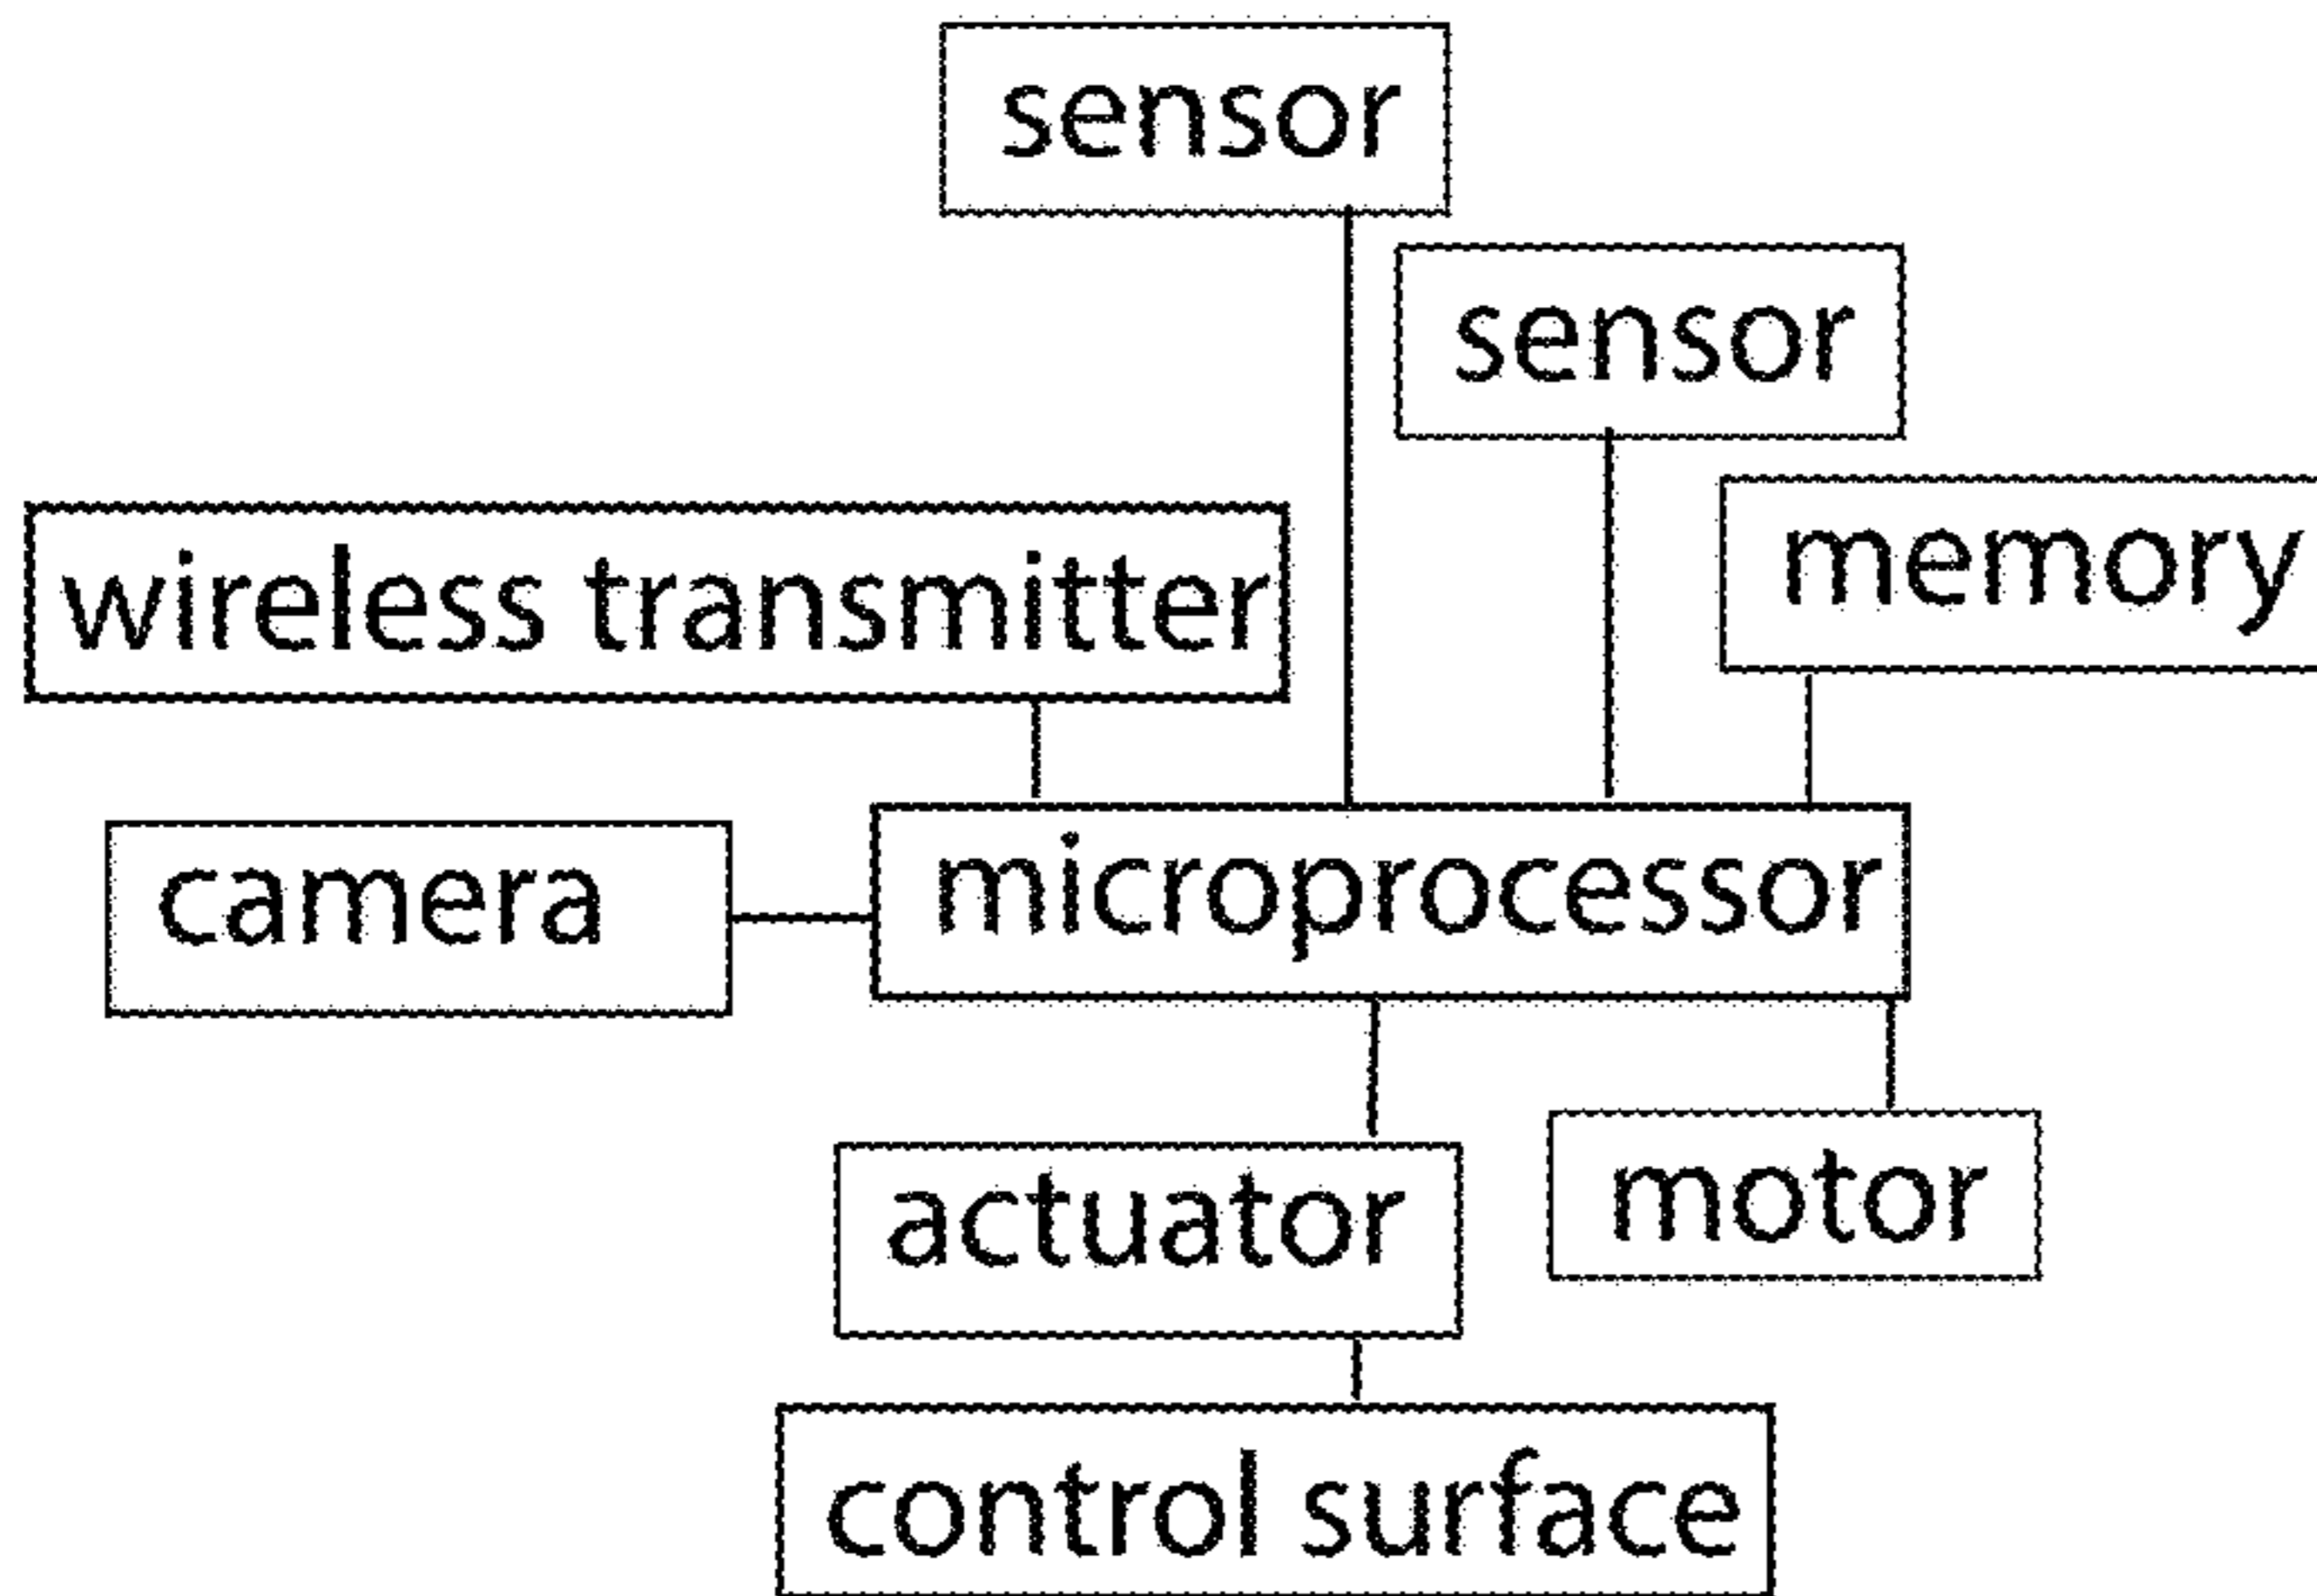 sensor
sensor
memory
wireless transmitter
camera
microprocessor
actuator
motor
control surface